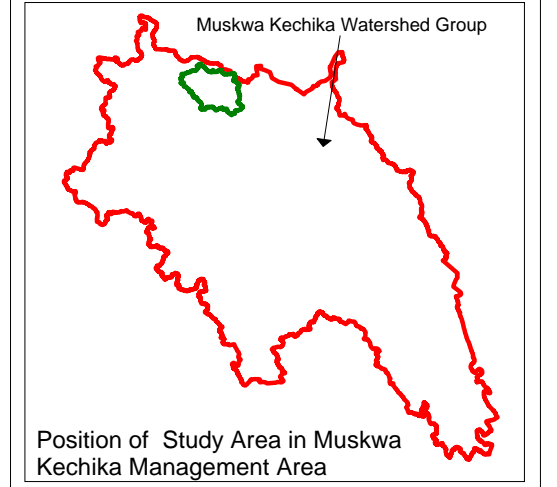 Muskwa Kechika Watershed Group
Position of Study Area in Muskwa
Kechika Management Area